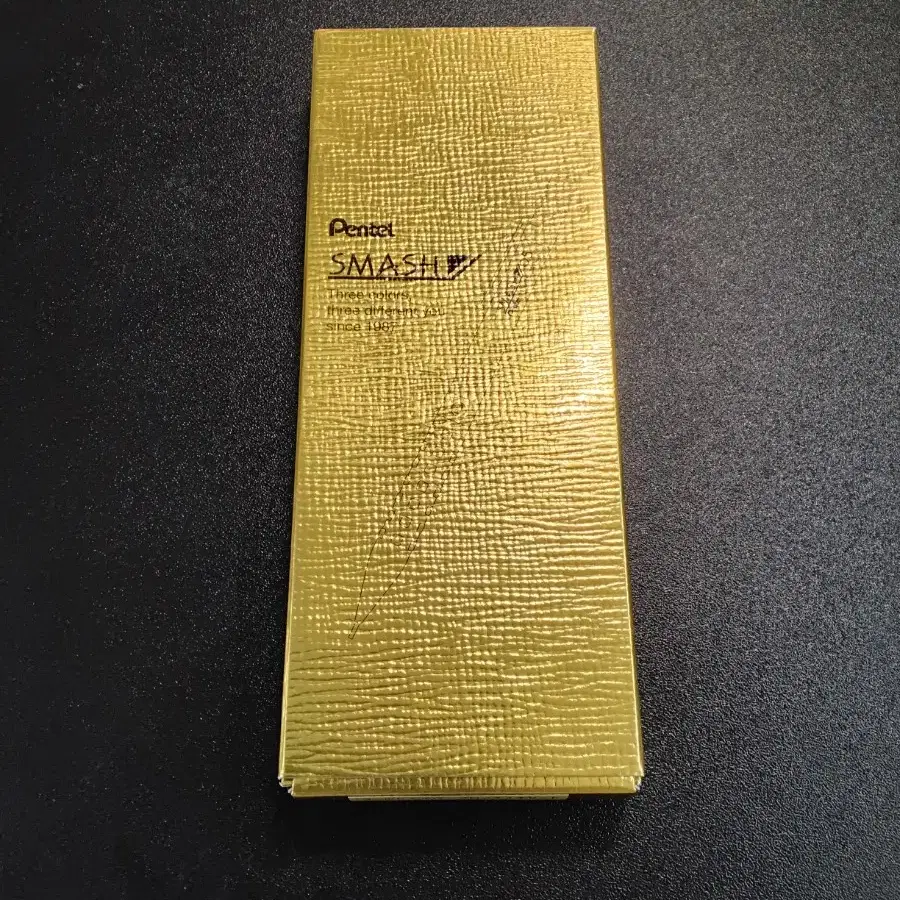 Pentel
SMASH
Three colors,
three different you
since 1987